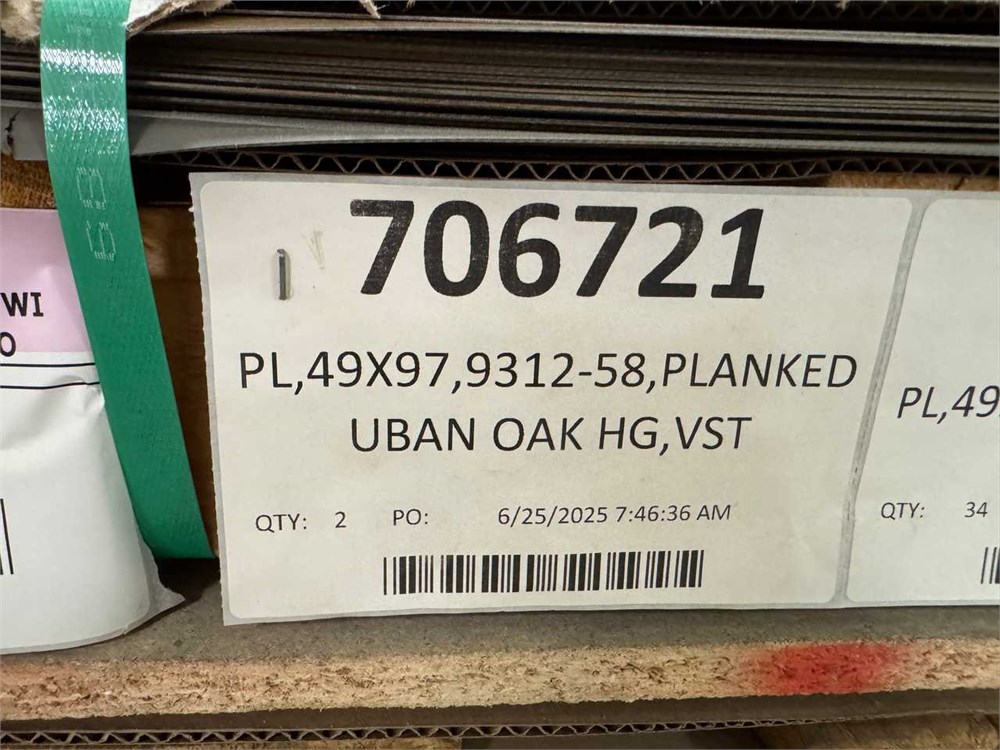 706721
PL,49X97,9312-58,PLANKED
UBAN OAK HG,VST
QTY: 2 PO: 6/25/2025 7:46:36 AM
WI
O
PL,49
QTY: 34